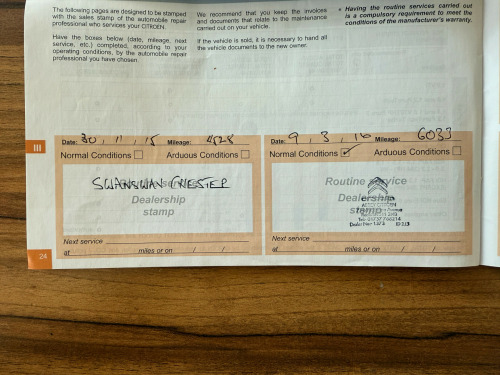 The following pages are designed to be stamped
with the sales stamp of the automobile repair
professional who services your CITROËN.
Have the boxes below (date, mileage, next
service, etc.) completed, according to your
operating conditions, by the automobile repair
professional you have chosen.
We recommend that you keep the invoices
and documents that relate to the maintenance
carried out on your vehicle.
If the vehicle is sold, it is necessary to hand all
the vehicle documents to the new owner.
Having the routine services carried out
is a compulsory requirement to meet the
conditions of the manufacturer's warranty.
III
Date: 30, 11, 15 Mileage: 4528
Normal Conditions Arduous Conditions
SWANSWAY CHESTER
Dealership
stamp
Next service
at miles or on / /
Date: 9, 3, 16 Mileage: 6033
Normal Conditions ✓ Arduous Conditions
Routine service
Dealership
stamp
Next service
at miles or on / /
24